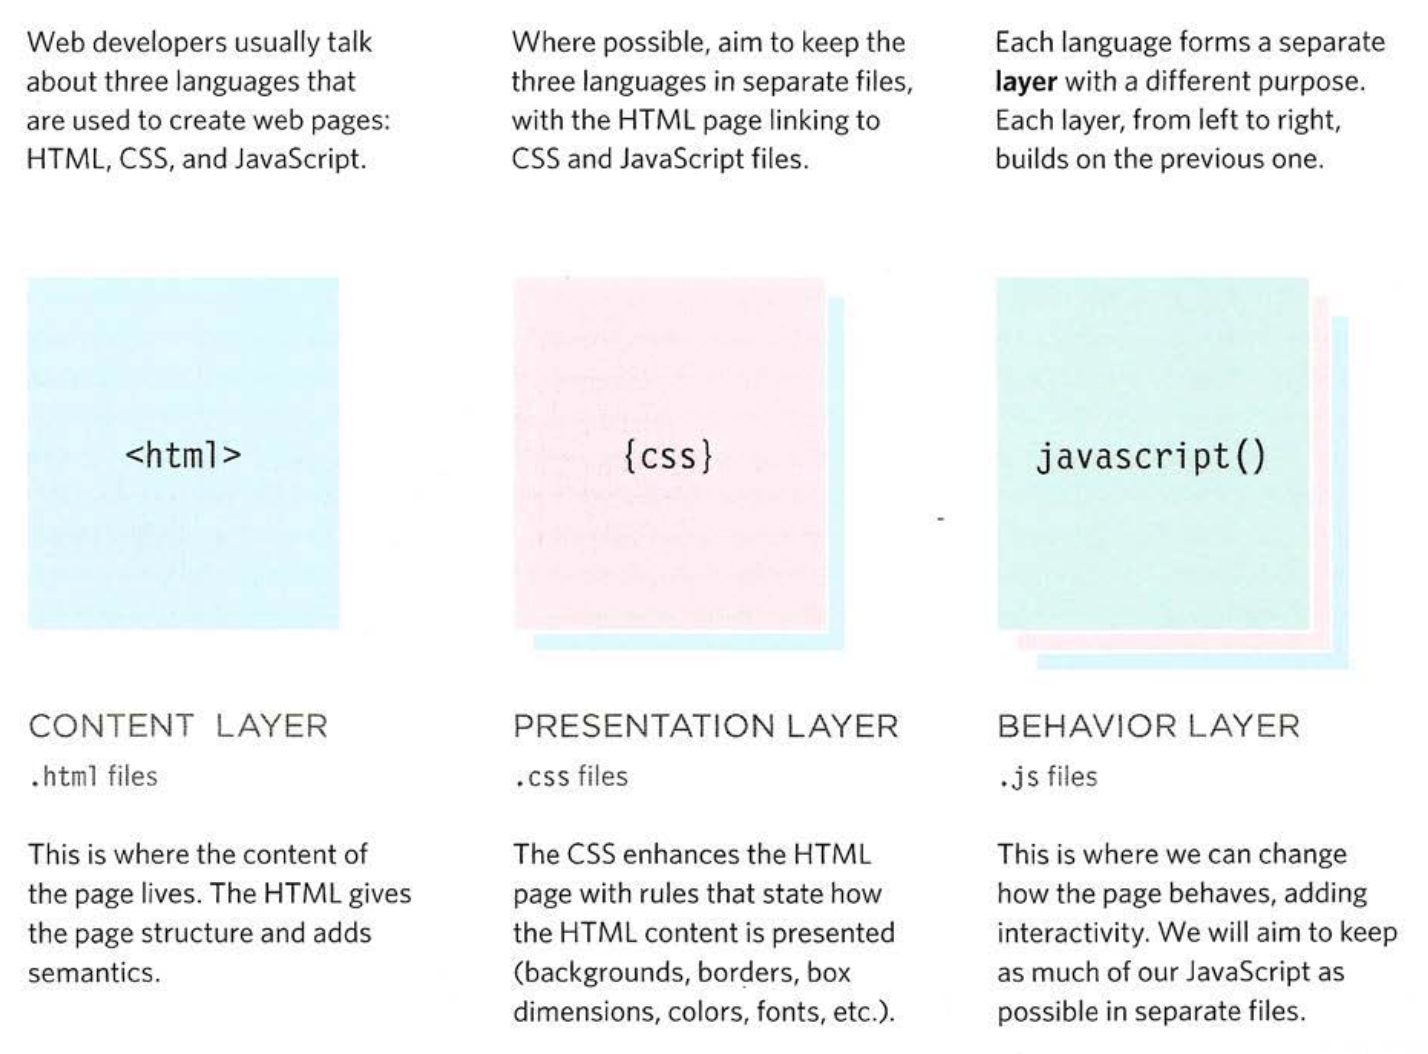 Web developers usually talk
about three languages that
are used to create web pages:
HTML, CSS, and JavaScript.
Where possible, aim to keep the
three languages in separate files,
with the HTML page linking to
CSS and JavaScript files.
Each language forms a separate
layer with a different purpose.
Each layer, from left to right,
builds on the previous one.
<html>
{css}
javascript()
CONTENT LAYER
.html files
This is where the content of
the page lives. The HTML gives
the page structure and adds
semantics.
PRESENTATION LAYER
.css files
The CSS enhances the HTML
page with rules that state how
the HTML content is presented
(backgrounds, borders, box
dimensions, colors, fonts, etc.).
BEHAVIOR LAYER
.js files
This is where we can change
how the page behaves, adding
interactivity. We will aim to keep
as much of our JavaScript as
possible in separate files.